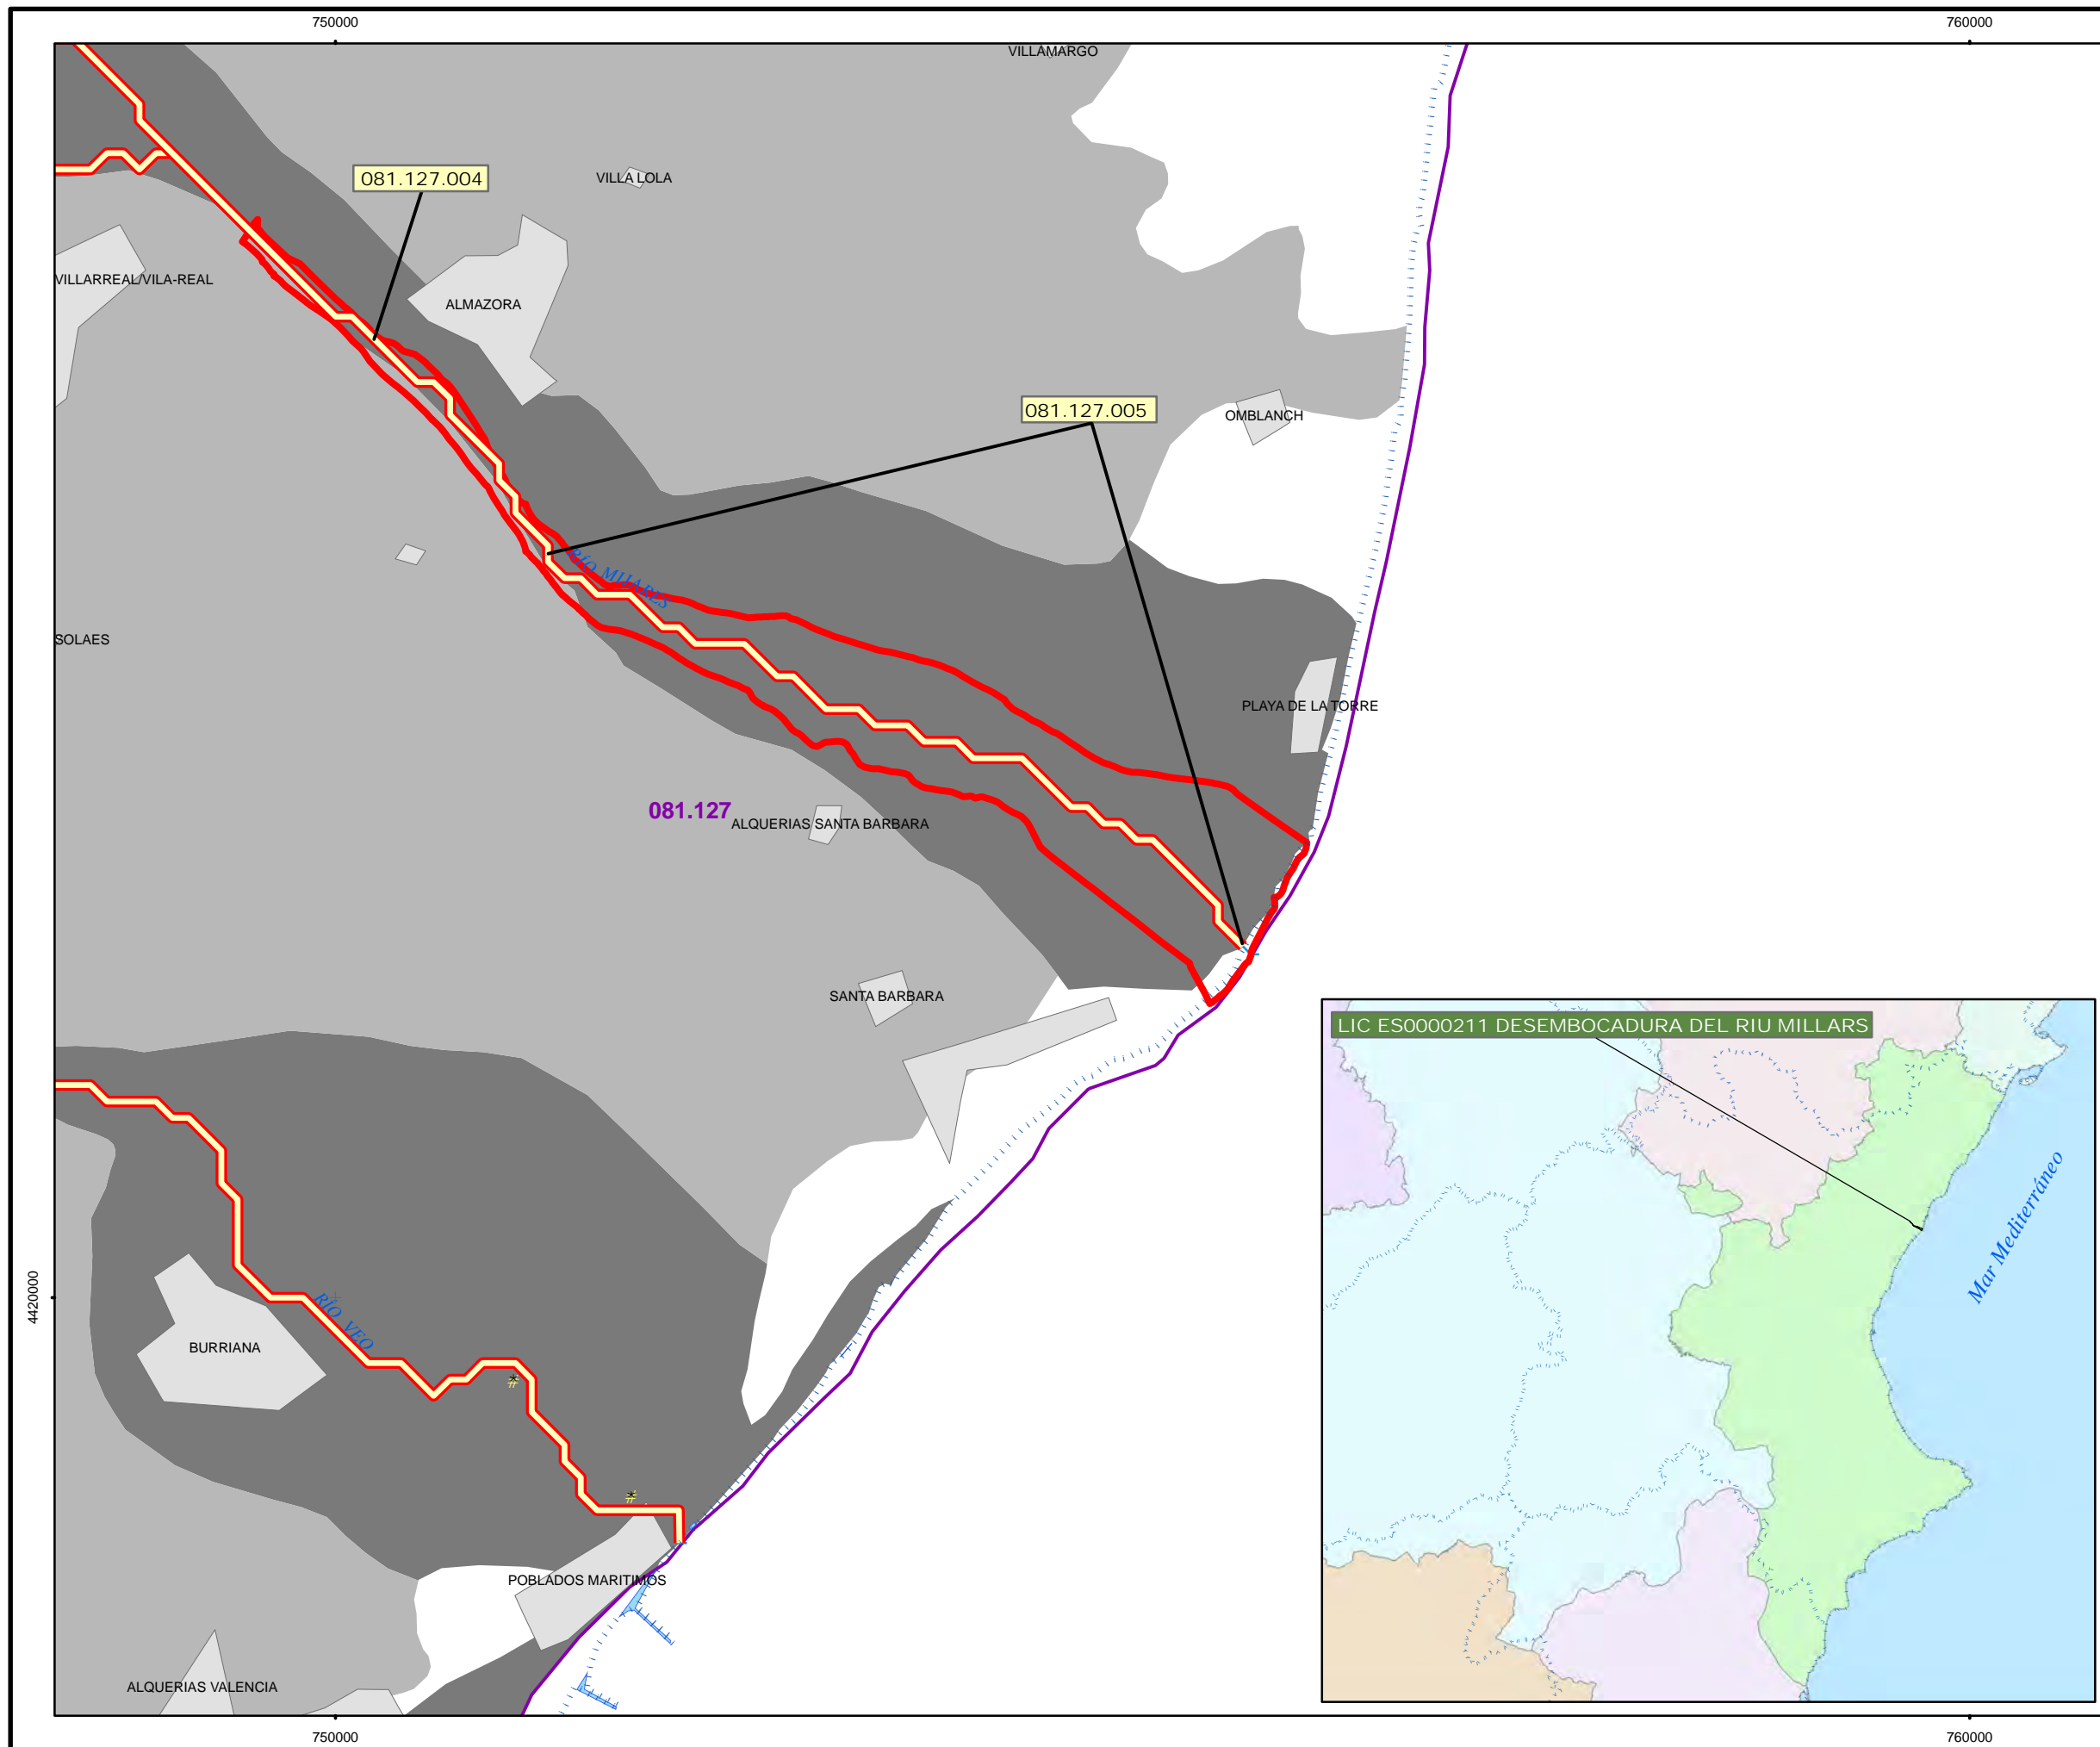 750000
760000
VILLAMARGO
081.127.004
VILLA LOLA
VILLARREAL/VILA-REAL
ALMAZORA
081.127.005
OMBLANCH
RÍO MIJARES
SOLAES
PLAYA DE LA TORRE
081.127
ALQUERIAS SANTA BARBARA
SANTA BARBARA
LIC ES0000211 DESEMBOCADURA DEL RIU MILLARS
Mar Mediterráneo
4420000
RÍO VEO
BURRIANA
POBLADOS MARITIMOS
ALQUERIAS VALENCIA
750000
760000